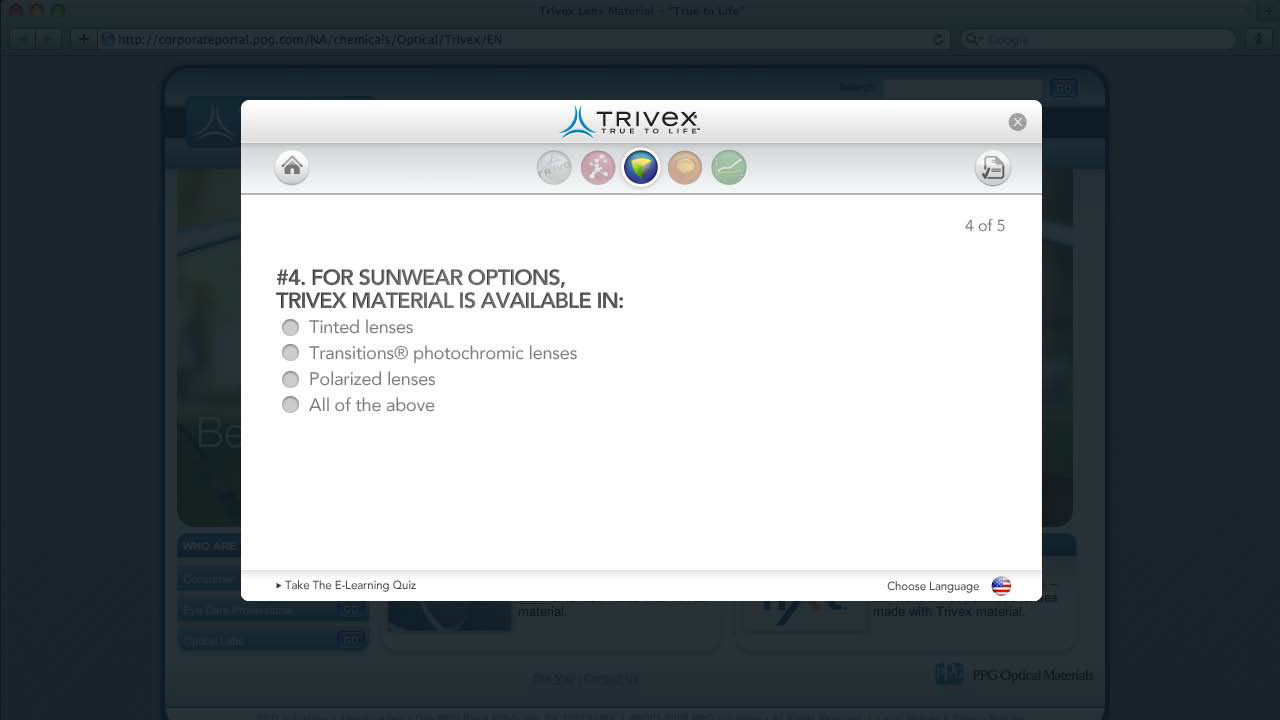 Trivex Lens Material – "True to Life"
http://corporateportal.ppg.com/NA/chemicals/Optical/Trivex/EN
Google
Search:
GO
TRIVEX
TRUE TO LIFE™
4 of 5
#4. FOR SUNWEAR OPTIONS,
TRIVEX MATERIAL IS AVAILABLE IN:
Tinted lenses
Transitions® photochromic lenses
Polarized lenses
All of the above
Be
WHO ARE
Consumer
Take The E-Learning Quiz
Choose Language
Eye Care Professional GO
material.
made with Trivex material.
Optical Labs GO
PPG Optical Materials
Site Map | Contact Us